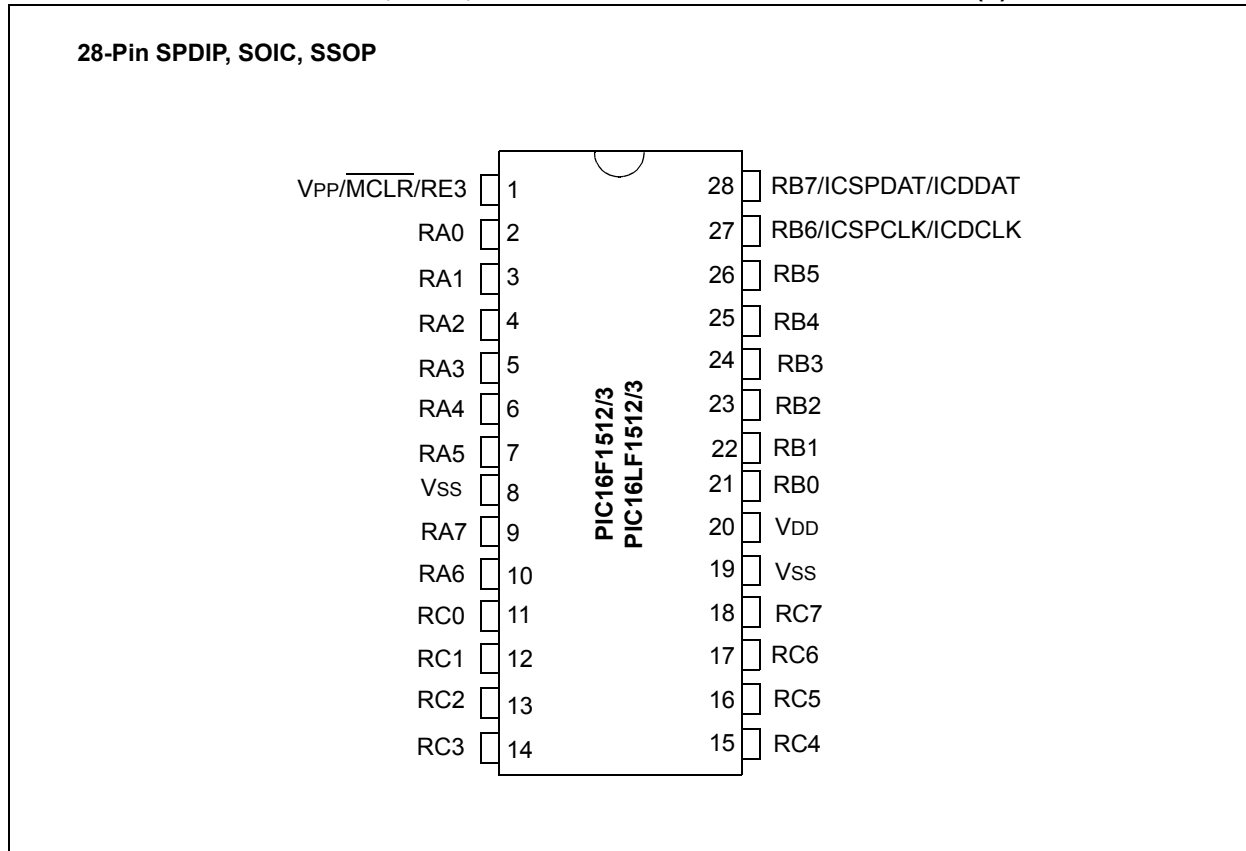 28-Pin SPDIP, SOIC, SSOP
VPP/MCLR/RE3 1 28 RB7/ICSPDAT/ICDDAT
RA0 2 27 RB6/ICSPCLK/ICDCLK
RA1 3 26 RB5
RA2 4 25 RB4
RA3 5 24 RB3
RA4 6 23 RB2
RA5 7 22 RB1
VSS 8 21 RB0
RA7 9 20 VDD
RA6 10 19 VSS
RC0 11 18 RC7
RC1 12 17 RC6
RC2 13 16 RC5
RC3 14 15 RC4
PIC16F1512/3
PIC16LF1512/3